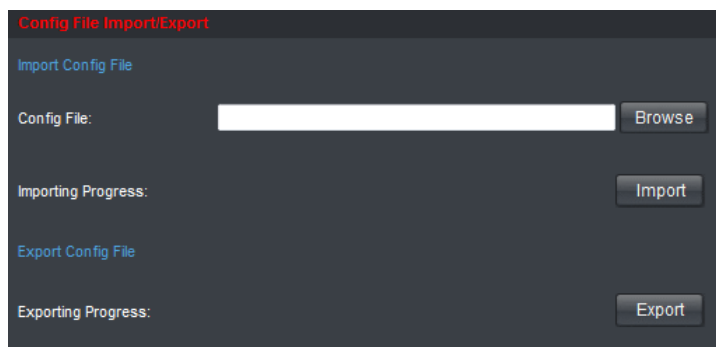 Config File Import/Export
Import Config File
Config File: Browse
Importing Progress: Import
Export Config File
Exporting Progress: Export